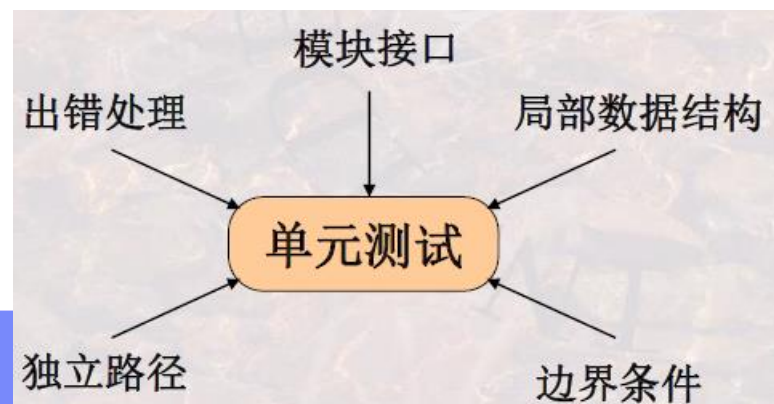 模块接口
出错处理
局部数据结构
单元测试
独立路径
边界条件